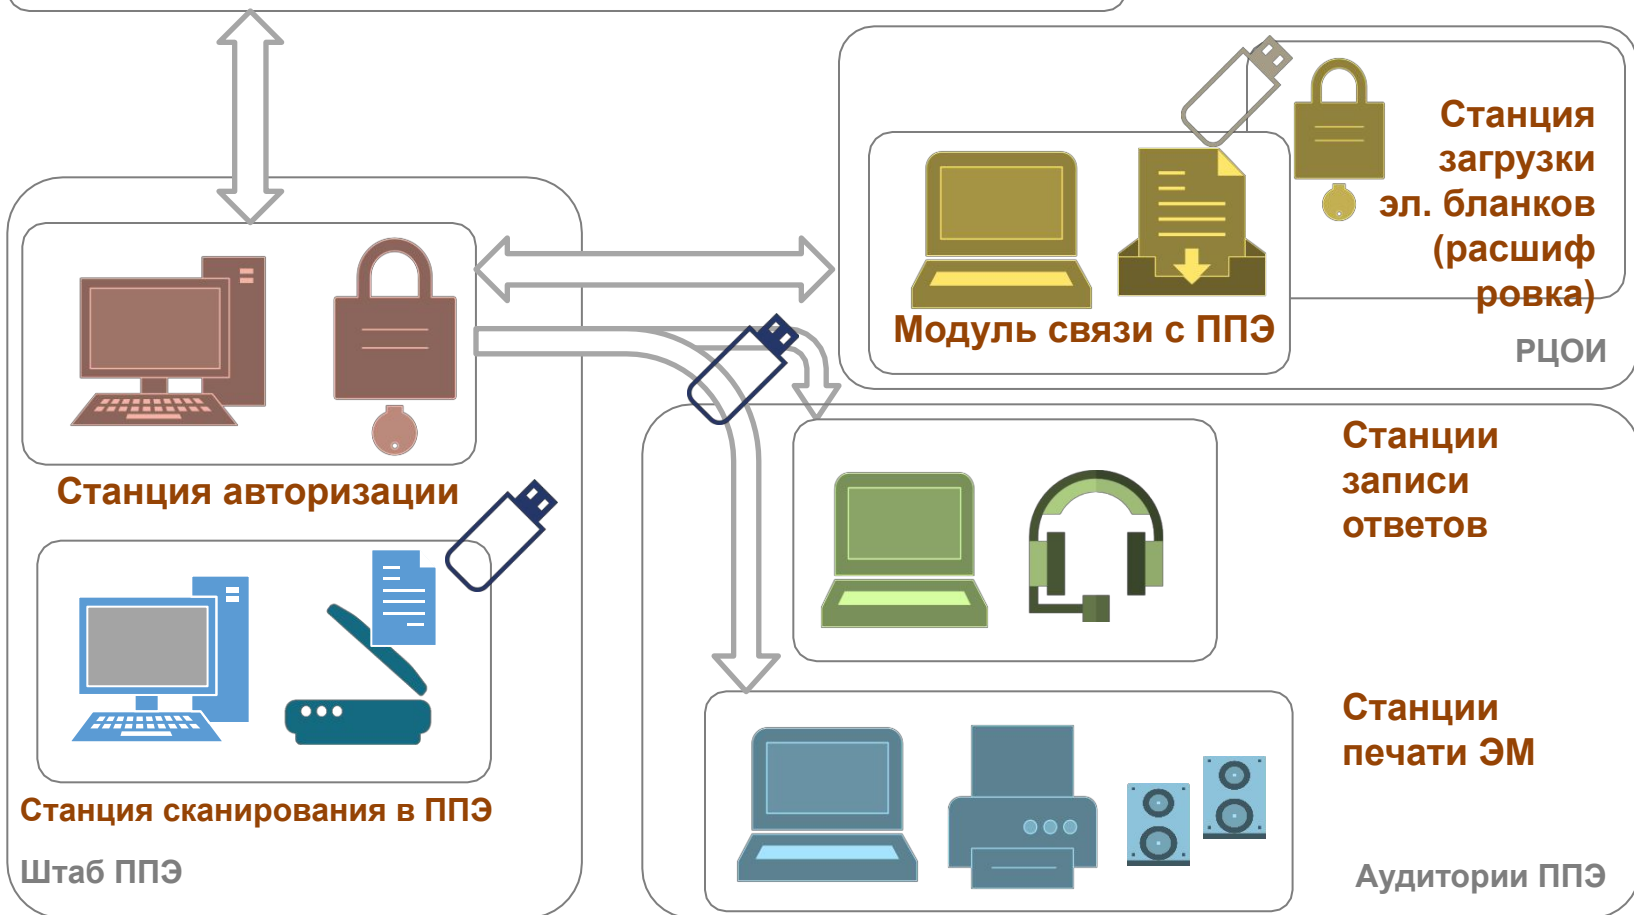 Станция
загрузки
эл. бланков
(расшиф
ровка)
Модуль связи с ППЭ
РЦОИ
Станция авторизации
Станция сканирования в ППЭ
Штаб ППЭ
Станции
записи
ответов
Станции
печати ЭМ
Аудитории ППЭ